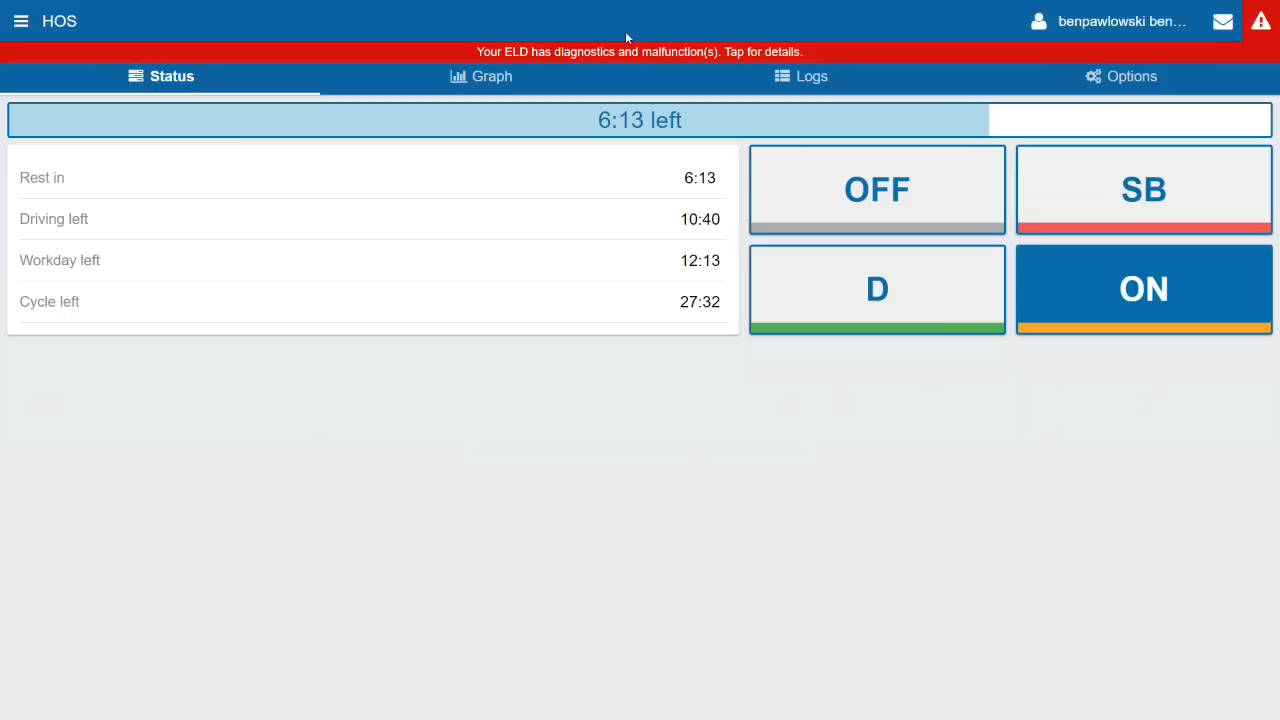 HOS
benpawlowski ben...
Your ELD has diagnostics and malfunction(s). Tap for details.
Status
Graph
Logs
Options
6:13 left
Rest in 6:13
Driving left 10:40
Workday left 12:13
Cycle left 27:32
OFF
SB
D
ON